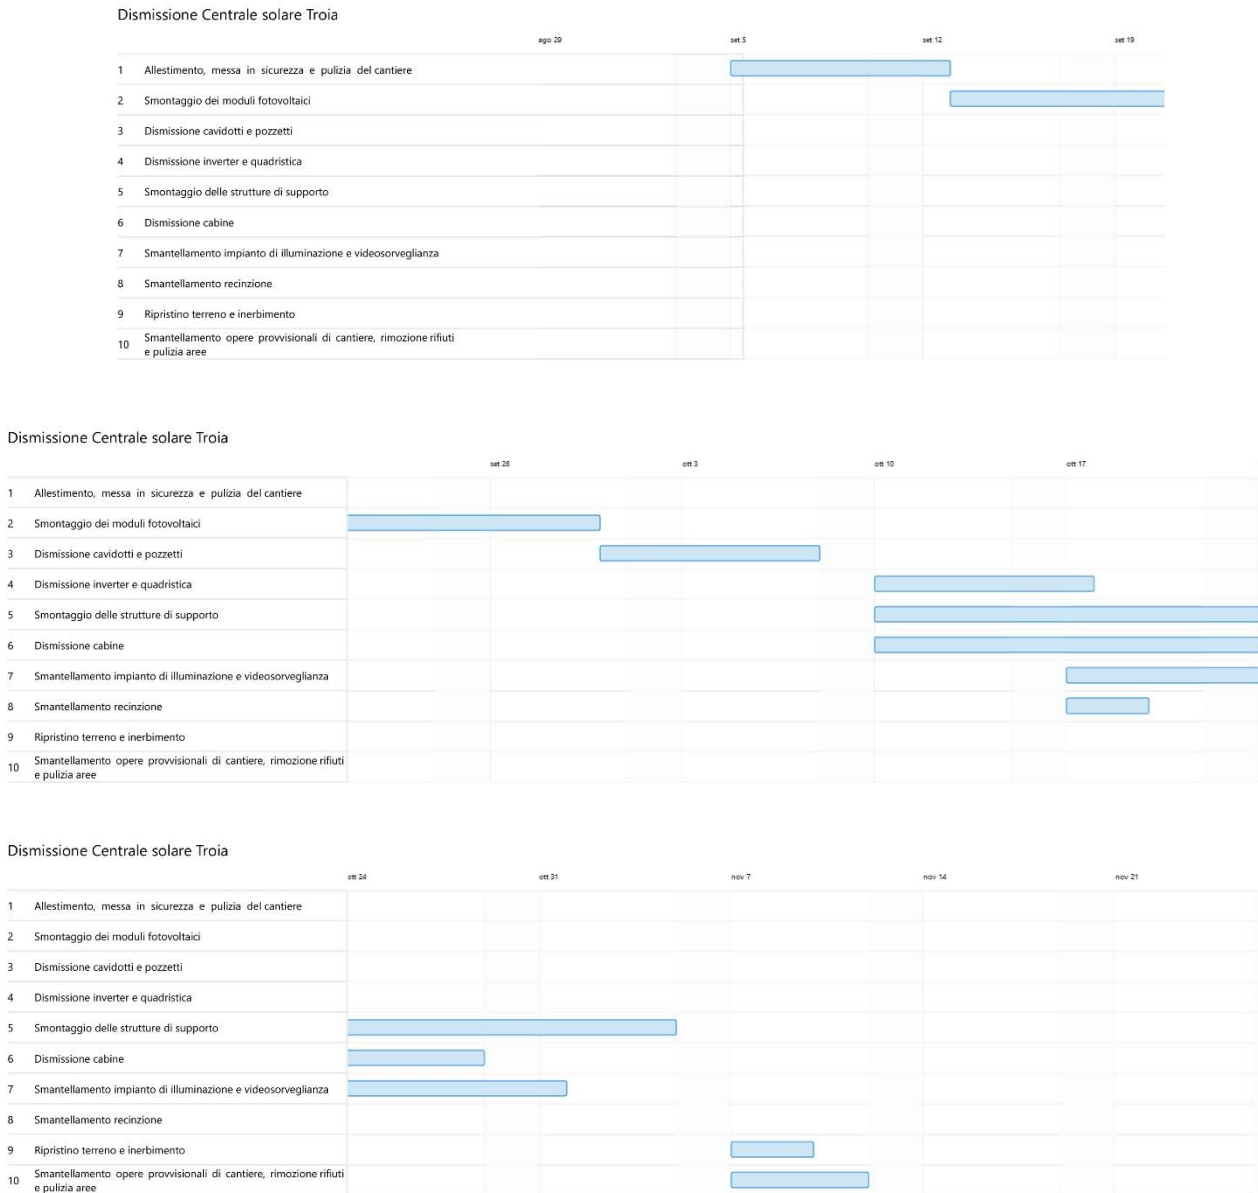 Dismissione Centrale solare Troia
ago 29 set 5 set 12 set 19
1 Allestimento, messa in sicurezza e pulizia del cantiere
2 Smontaggio dei moduli fotovoltaici
3 Dismissione cavidotti e pozzetti
4 Dismissione inverter e quadristica
5 Smontaggio delle strutture di supporto
6 Dismissione cabine
7 Smantellamento impianto di illuminazione e videosorveglianza
8 Smantellamento recinzione
9 Ripristino terreno e inerbimento
10 Smantellamento opere provvisionali di cantiere, rimozione rifiuti
e pulizia aree
Dismissione Centrale solare Troia
set 26 ott 3 ott 10 ott 17
1 Allestimento, messa in sicurezza e pulizia del cantiere
2 Smontaggio dei moduli fotovoltaici
3 Dismissione cavidotti e pozzetti
4 Dismissione inverter e quadristica
5 Smontaggio delle strutture di supporto
6 Dismissione cabine
7 Smantellamento impianto di illuminazione e videosorveglianza
8 Smantellamento recinzione
9 Ripristino terreno e inerbimento
10 Smantellamento opere provvisionali di cantiere, rimozione rifiuti
e pulizia aree
Dismissione Centrale solare Troia
ott 24 ott 31 nov 7 nov 14 nov 21
1 Allestimento, messa in sicurezza e pulizia del cantiere
2 Smontaggio dei moduli fotovoltaici
3 Dismissione cavidotti e pozzetti
4 Dismissione inverter e quadristica
5 Smontaggio delle strutture di supporto
6 Dismissione cabine
7 Smantellamento impianto di illuminazione e videosorveglianza
8 Smantellamento recinzione
9 Ripristino terreno e inerbimento
10 Smantellamento opere provvisionali di cantiere, rimozione rifiuti
e pulizia aree